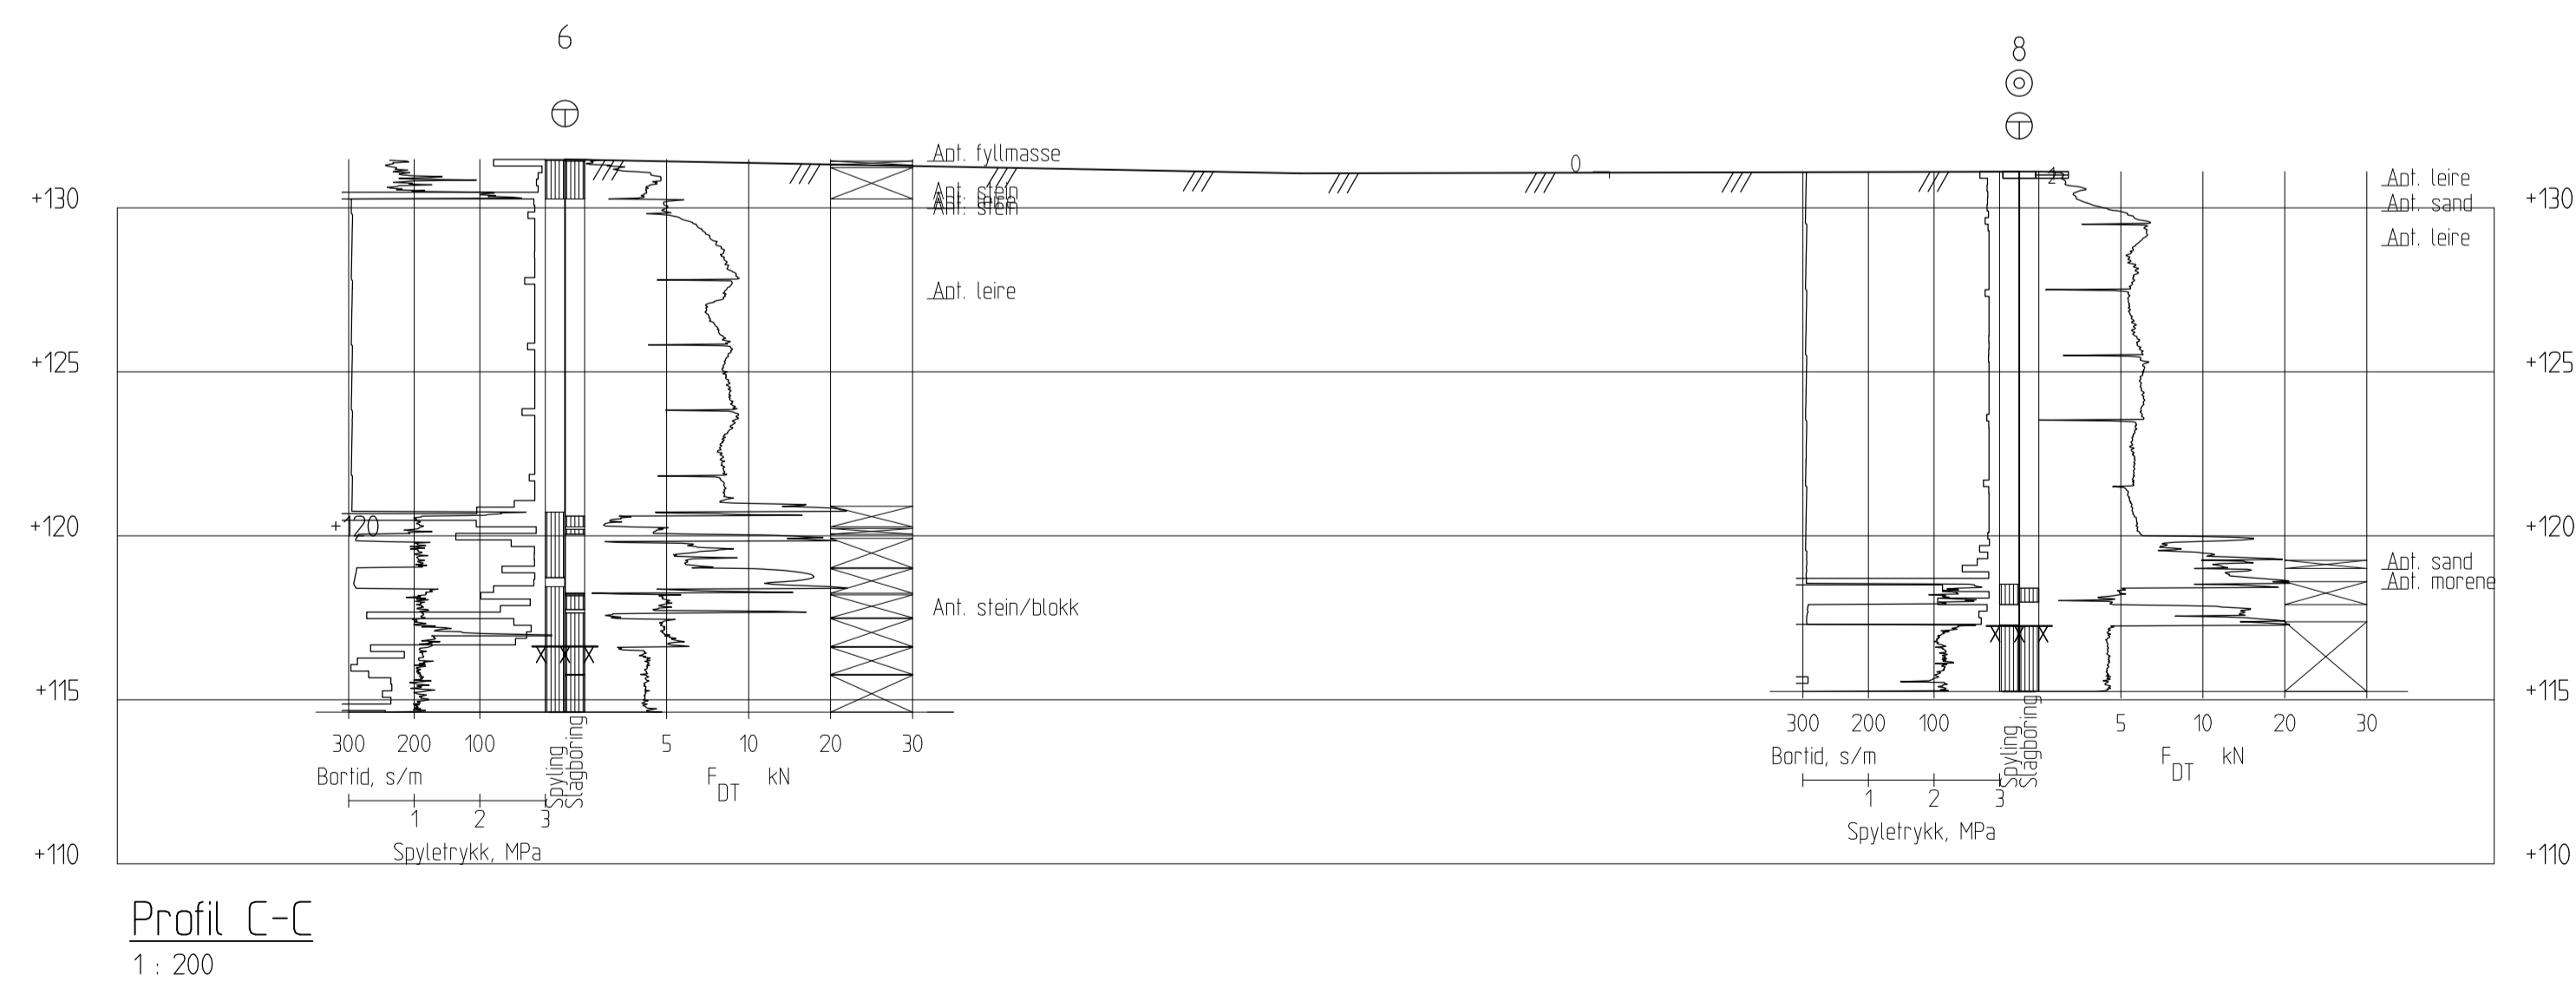 6
8
Ant. fyllmasse
0
2
Ant. stein
Ant. stein
Ant. leire
Ant. sand
+130
+130
Ant. leire
Ant. leire
+125
+125
+120
+120
+120
Ant. sand
Ant. morene
Ant. stein/blokk
+115
+115
300 200 100 Spyling Slagboring 5 10 20 30
Bortid, s/m F DT kN
1 2 3
Spyletrykk, MPa
300 200 100 Spyling Slagboring 5 10 20 30
Bortid, s/m F DT kN
1 2 3
Spyletrykk, MPa
+110
+110
Profil C-C
1 : 200